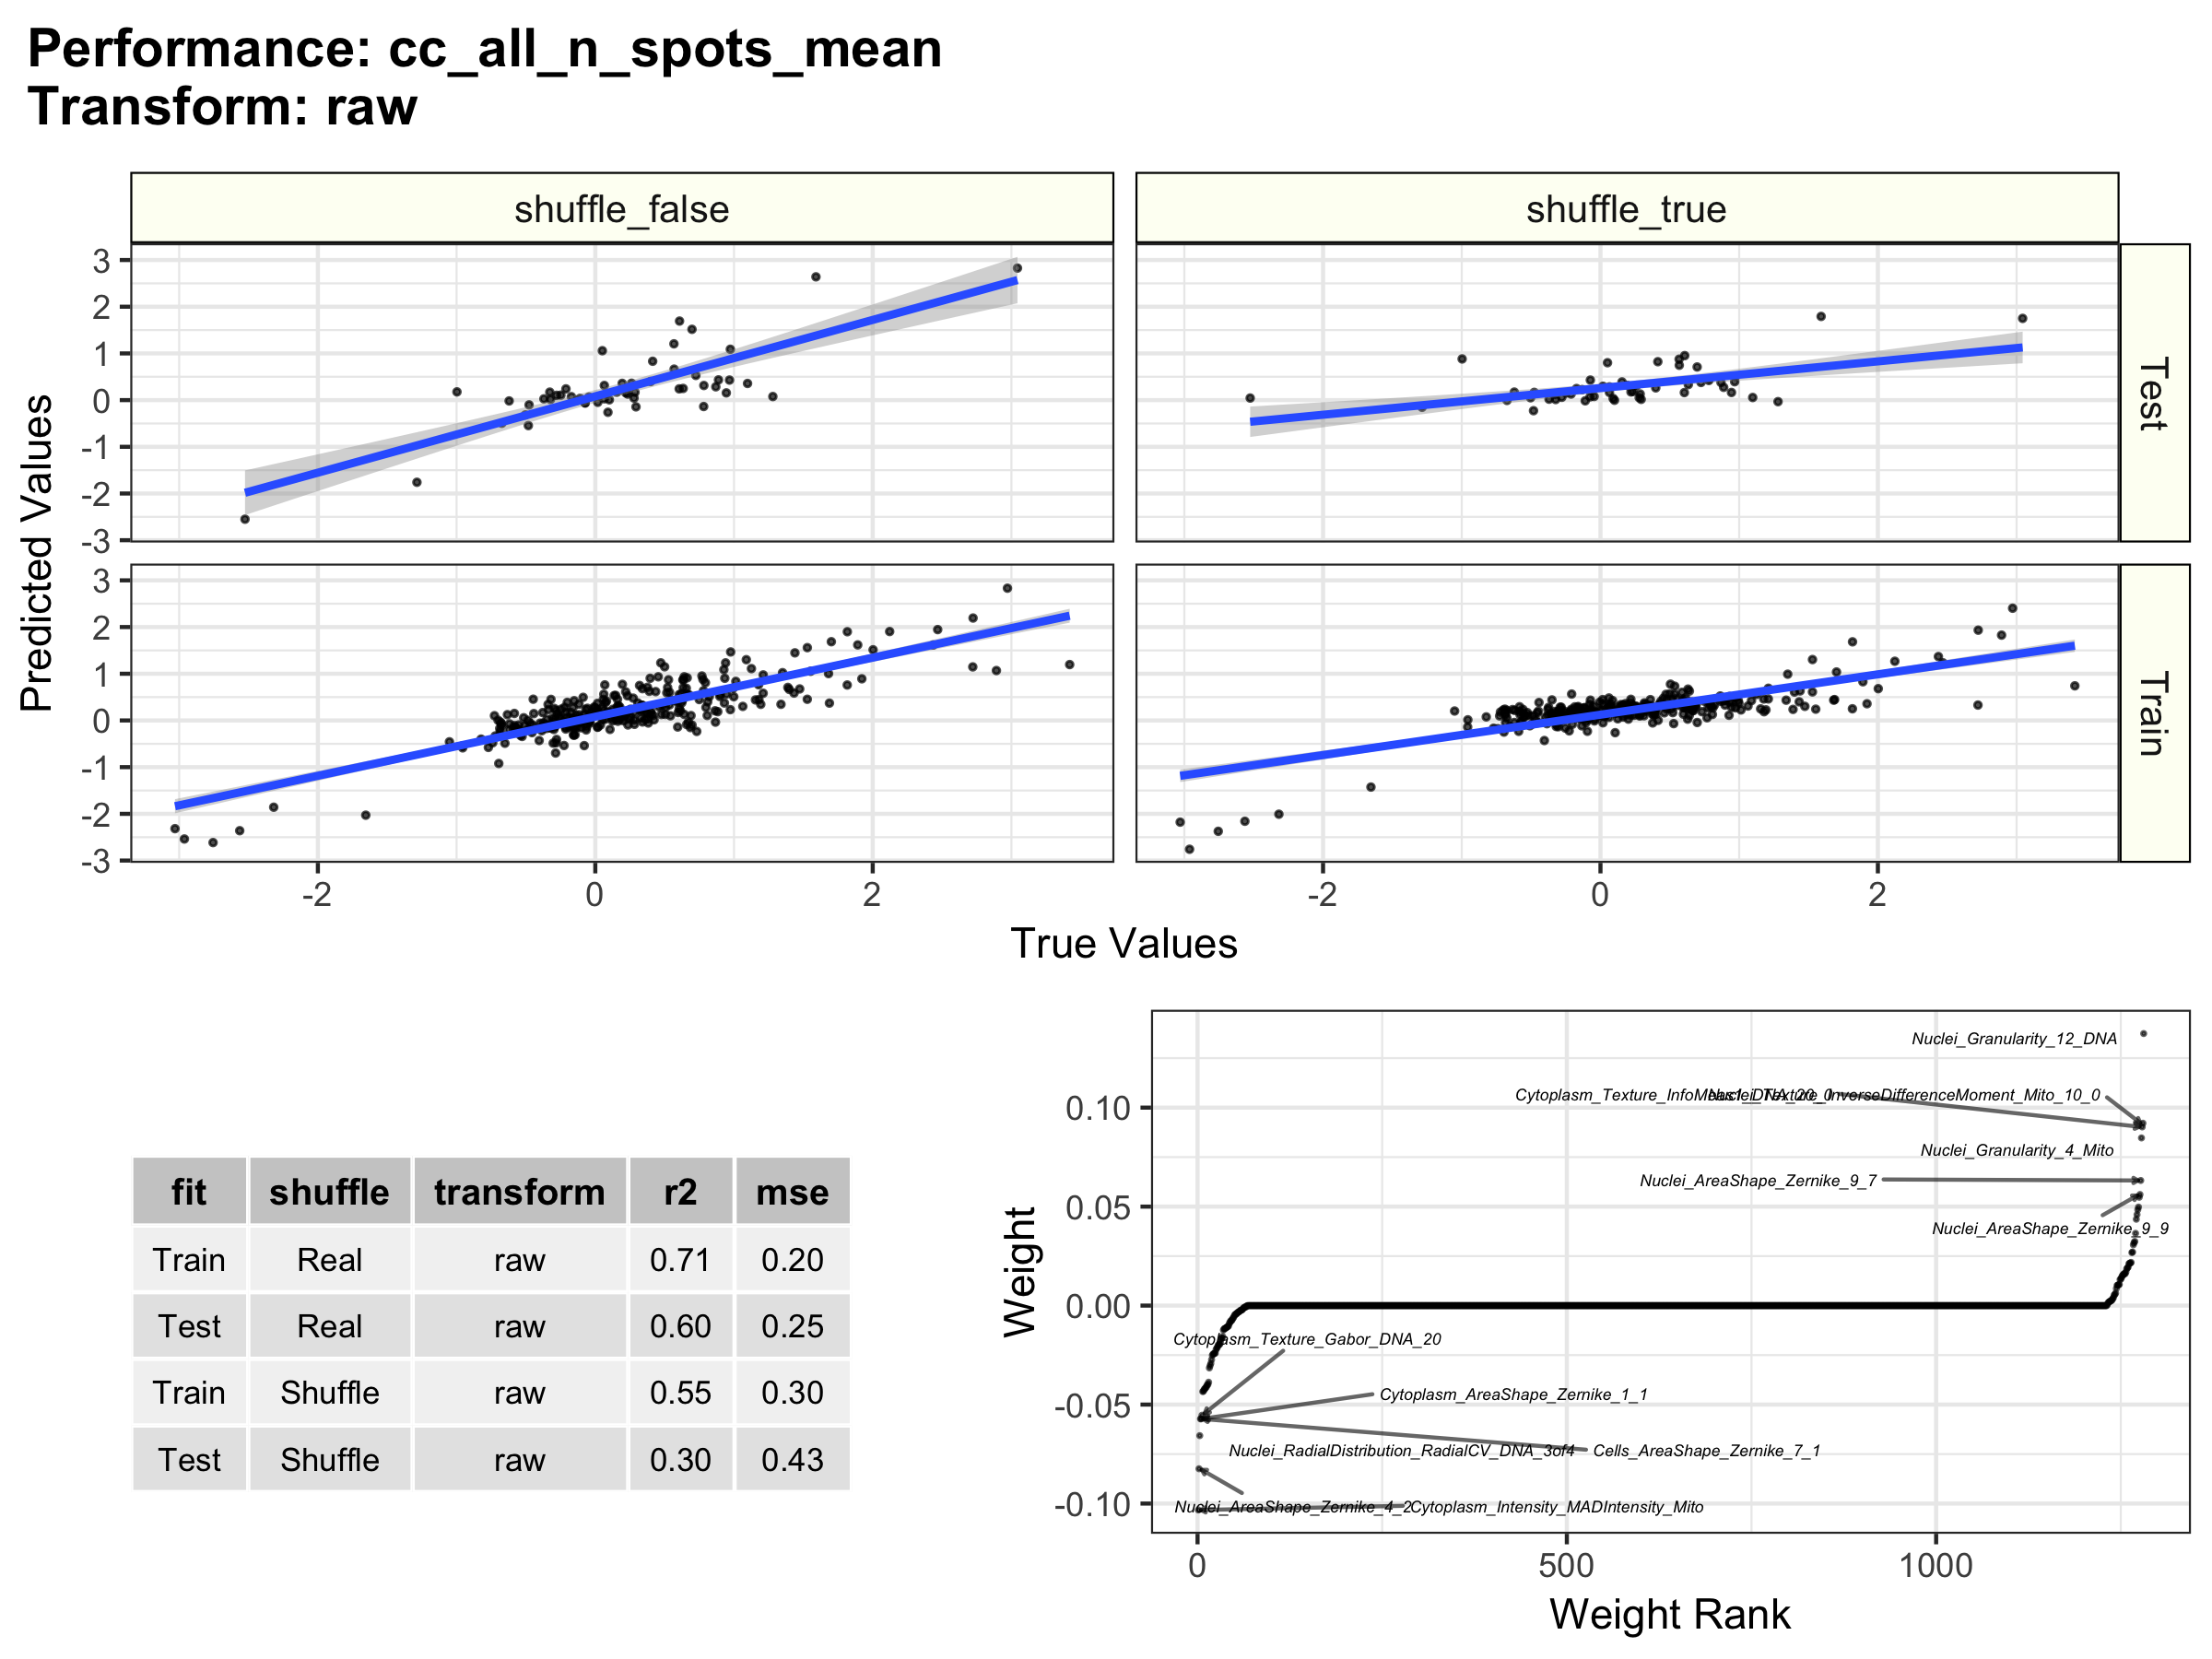 Performance: cc_all_n_spots_mean
Transform: raw
shuffle_false
shuffle_true
3
2
1
0
-1
-2
-3
Test
3
2
1
0
-1
-2
-3
Train
Predicted Values
-2
0
2
-2
0
2
True Values
fit shuffle transform r2 mse
Train Real raw 0.71 0.20
Test Real raw 0.60 0.25
Train Shuffle raw 0.55 0.30
Test Shuffle raw 0.30 0.43
Weight
0.10
0.05
0.00
-0.05
-0.10
Nuclei_Granularity_12_DNA
Cytoplasm_Texture_InfoMeas1_DNA_20_0
Nuclei_Texture_InverseDifferenceMoment_Mito_10_0
Nuclei_Granularity_4_Mito
Nuclei_AreaShape_Zernike_9_7
Nuclei_AreaShape_Zernike_9_9
Cytoplasm_Texture_Gabor_DNA_20
Cytoplasm_AreaShape_Zernike_1_1
Nuclei_RadialDistribution_RadialCV_DNA_3of4
Cells_AreaShape_Zernike_7_1
Nuclei_AreaShape_Zernike_4_2
Cytoplasm_Intensity_MADIntensity_Mito
0
500
1000
Weight Rank